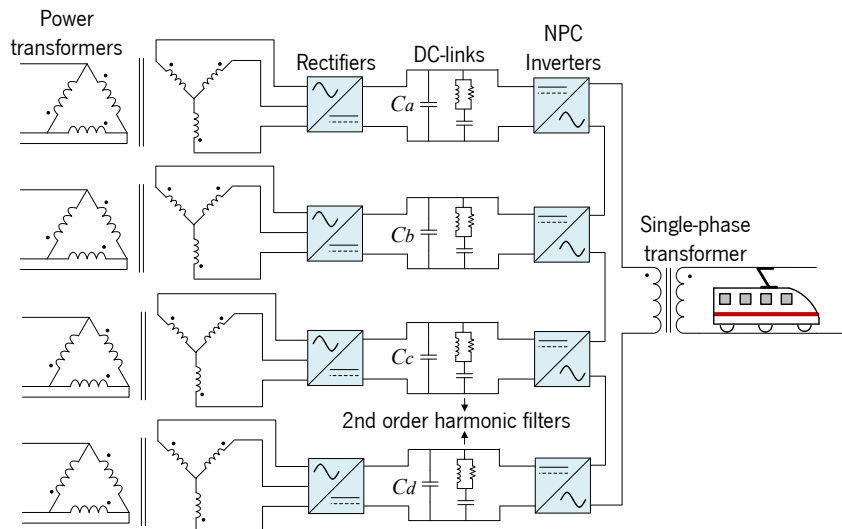 Power
transformers
Rectifiers
DC-links
NPC
Inverters
Ca
Cb
Single-phase
transformer
Cc
2nd order harmonic filters
Cd